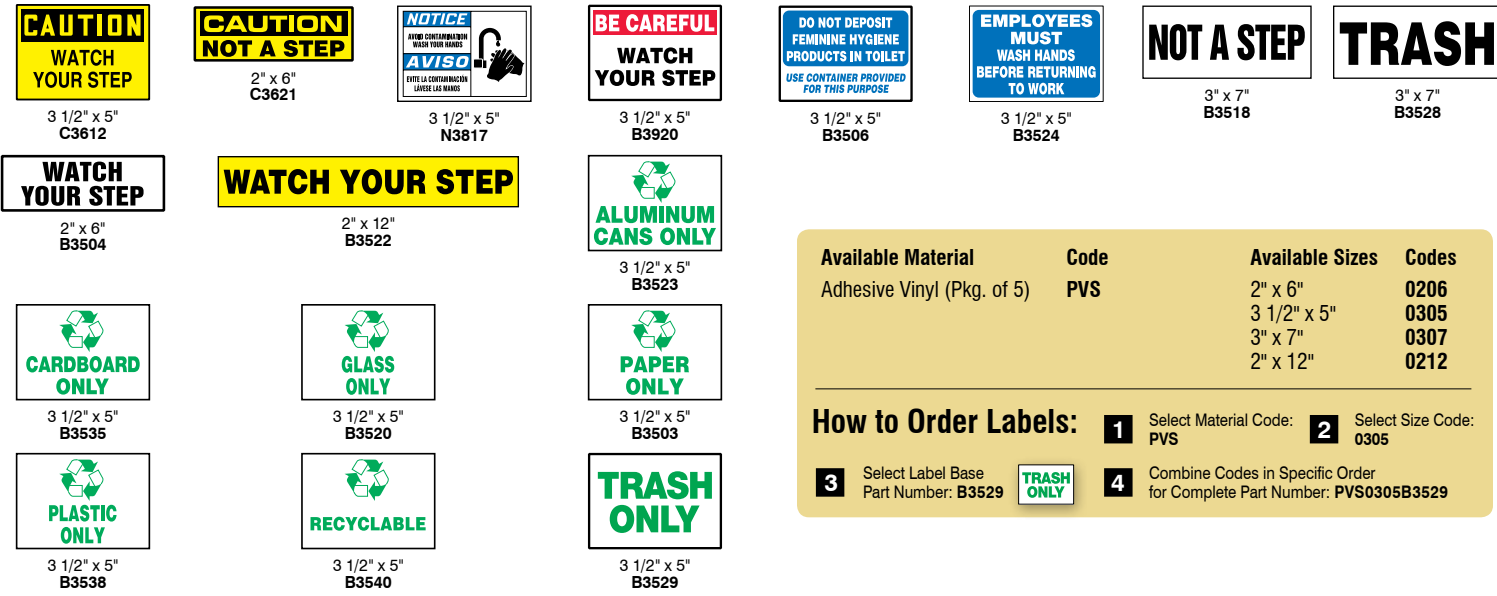 CAUTION
WATCH
YOUR STEP
3 1/2" x 5"
C3612
CAUTION
NOT A STEP
2" x 6"
C3621
NOTICE
AVOID CONTAMINATION
WASH YOUR HANDS
AVISO
EVITE LA CONTAMINACIÓN
LÁVESE LAS MANOS
3 1/2" x 5"
N3817
BE CAREFUL
WATCH
YOUR STEP
3 1/2" x 5"
B3920
DO NOT DEPOSIT
FEMININE HYGIENE
PRODUCTS IN TOILET
USE CONTAINER PROVIDED
FOR THIS PURPOSE
3 1/2" x 5"
B3506
EMPLOYEES
MUST
WASH HANDS
BEFORE RETURNING
TO WORK
3 1/2" x 5"
B3524
NOT A STEP
3" x 7"
B3518
TRASH
3" x 7"
B3528
WATCH
YOUR STEP
2" x 6"
B3504
WATCH YOUR STEP
2" x 12"
B3522
ALUMINUM
CANS ONLY
3 1/2" x 5"
B3523
CARDBOARD
ONLY
3 1/2" x 5"
B3535
GLASS
ONLY
3 1/2" x 5"
B3520
PAPER
ONLY
3 1/2" x 5"
B3503
PLASTIC
ONLY
3 1/2" x 5"
B3538
RECYCLABLE
3 1/2" x 5"
B3540
TRASH
ONLY
3 1/2" x 5"
B3529
Available Material Code Available Sizes Codes
Adhesive Vinyl (Pkg. of 5) PVS 2" x 6" 0206
3 1/2" x 5" 0305
3" x 7" 0307
2" x 12" 0212
How to Order Labels:
1 Select Material Code:
PVS
2 Select Size Code:
0305
3 Select Label Base
Part Number: B3529
TRASH
ONLY
4 Combine Codes in Specific Order
for Complete Part Number: PVS0305B3529